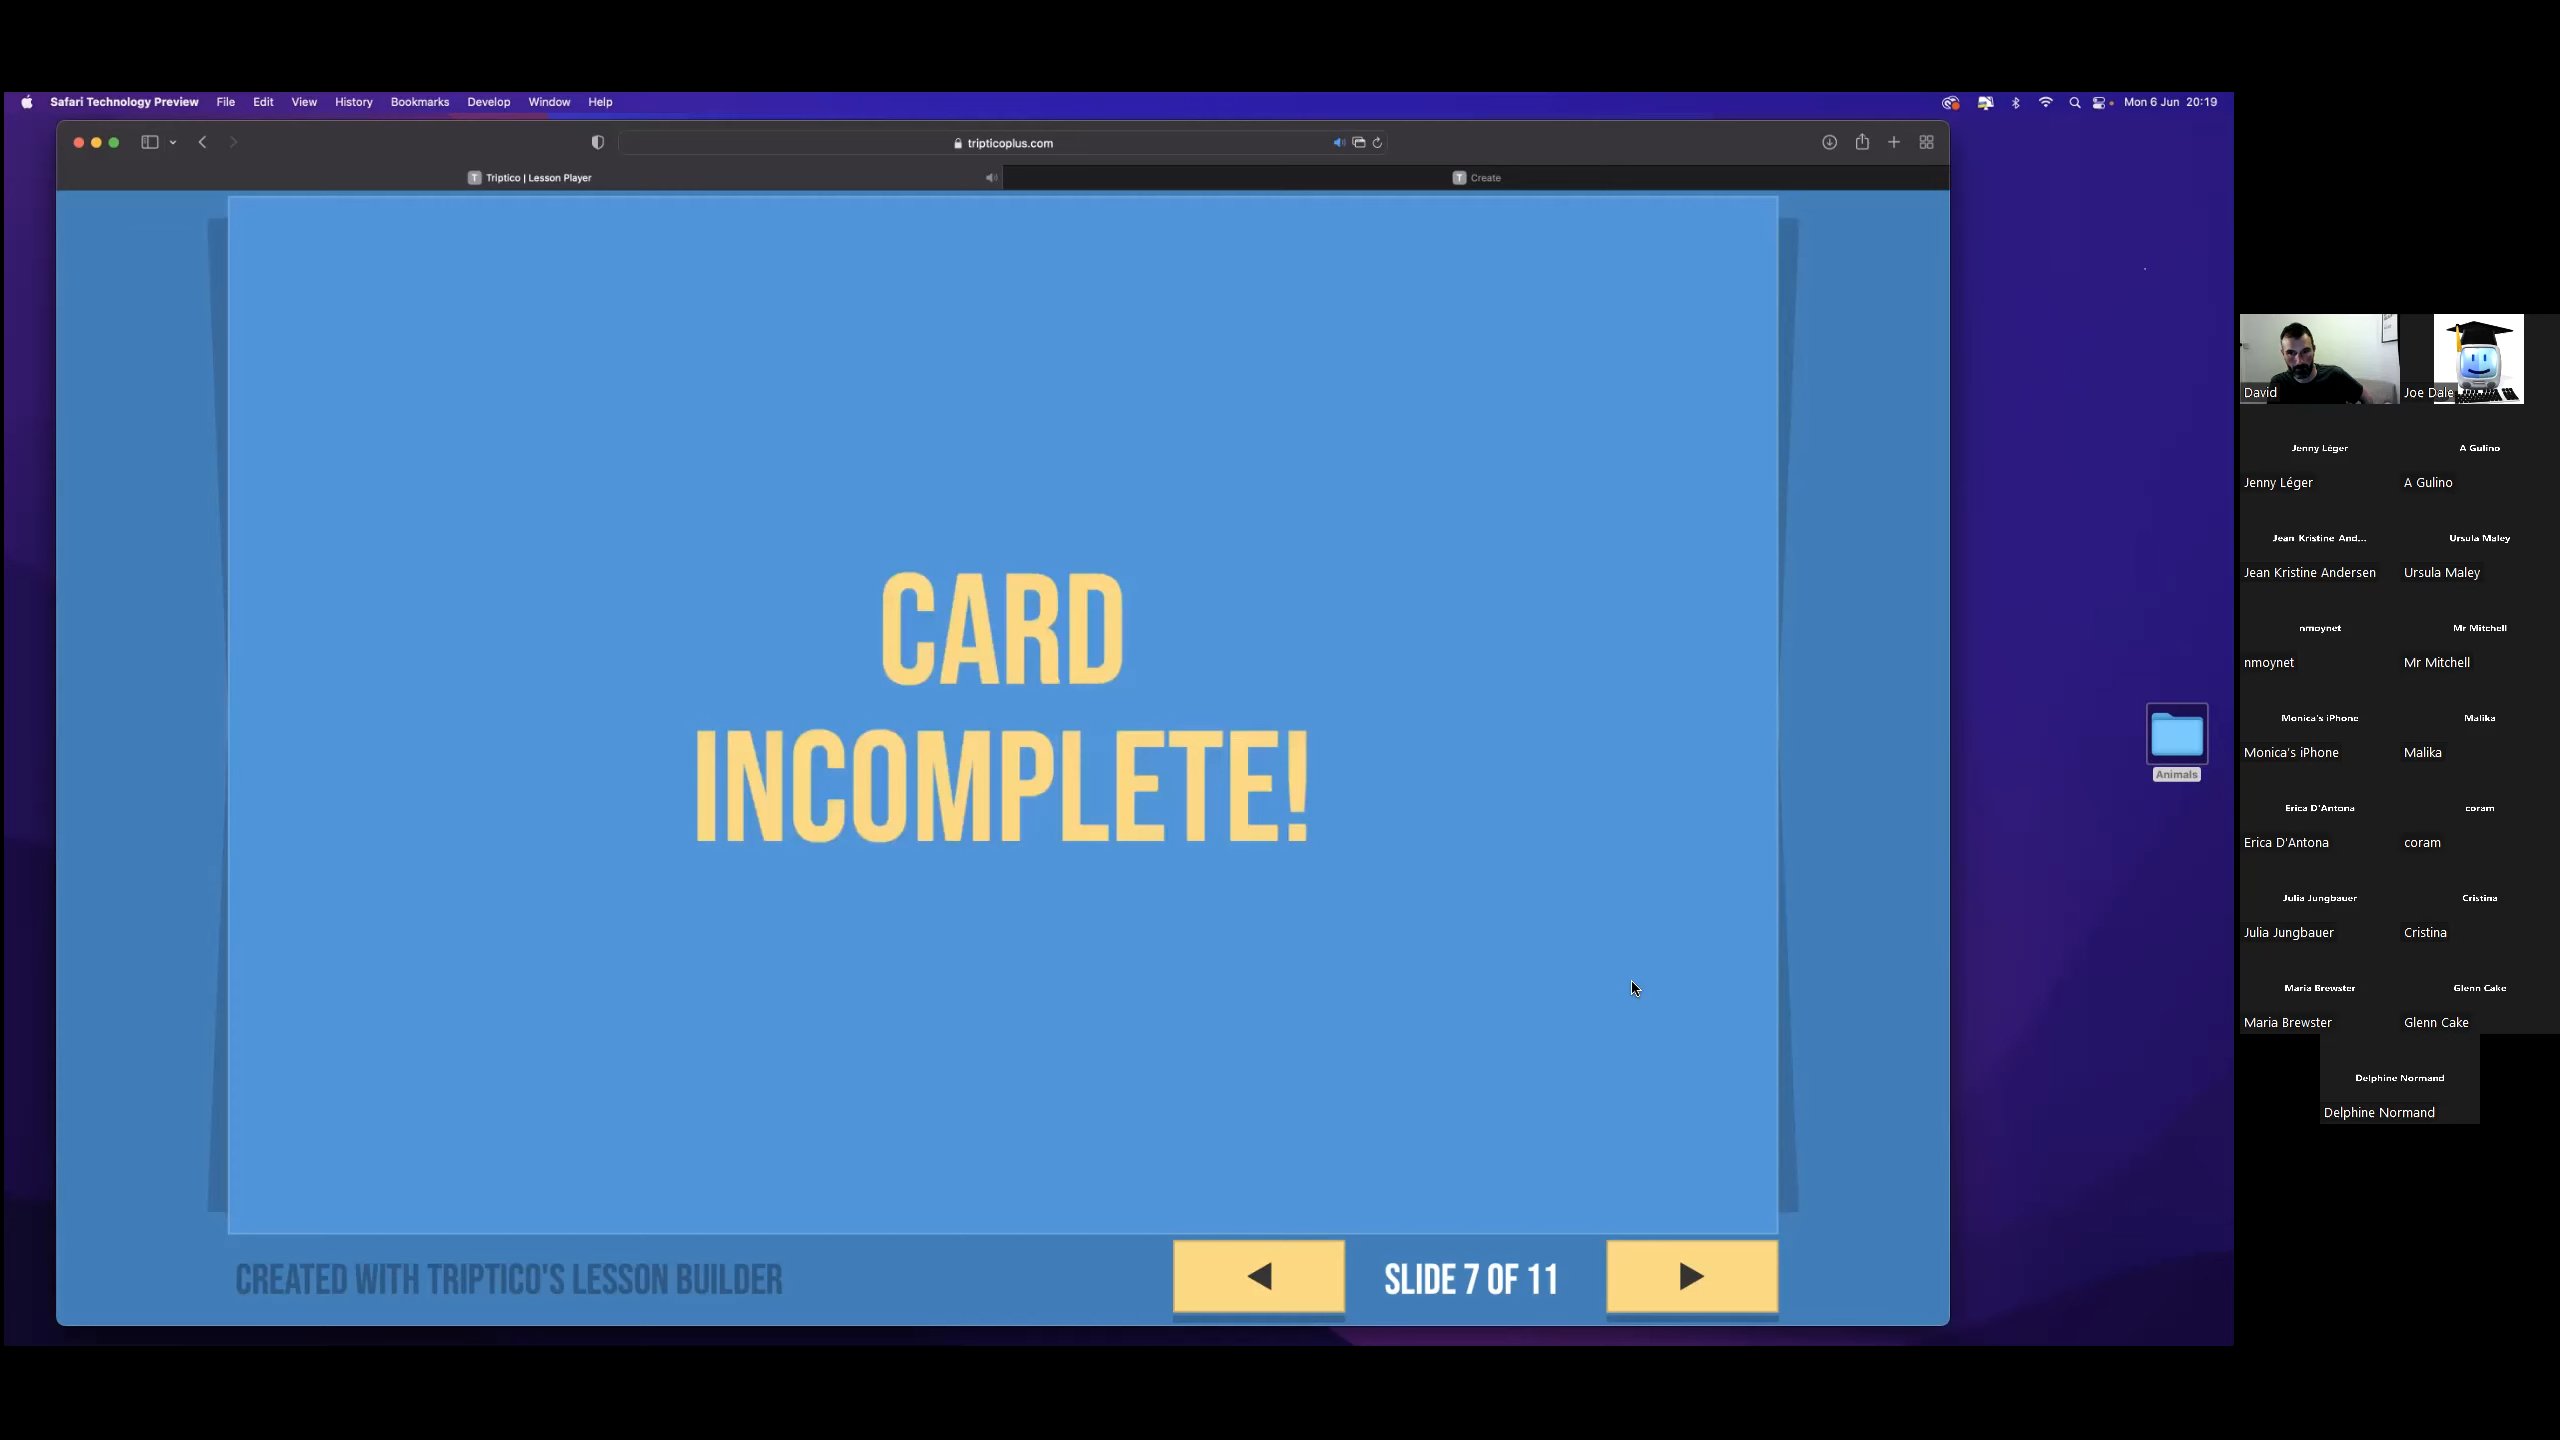 Safari Technology Preview File Edit View History Bookmarks Develop Window Help
Mon 6 Jun 20:19
tripticoplus.com
T Triptico | Lesson Player
T Create
CARD
INCOMPLETE!
CREATED WITH TRIPTICO'S LESSON BUILDER
SLIDE 7 OF 11
Animals
David
Joe Dale
Jenny Léger
A Gulino
Jenny Léger
A Gulino
Jean Kristine And...
Ursula Maley
Jean Kristine Andersen
Ursula Maley
nmoynet
Mr Mitchell
nmoynet
Mr Mitchell
Monica's iPhone
Malika
Monica's iPhone
Malika
Erica D'Antona
coram
Erica D'Antona
coram
Julia Jungbauer
Cristina
Julia Jungbauer
Cristina
Maria Brewster
Glenn Cake
Maria Brewster
Glenn Cake
Delphine Normand
Delphine Normand